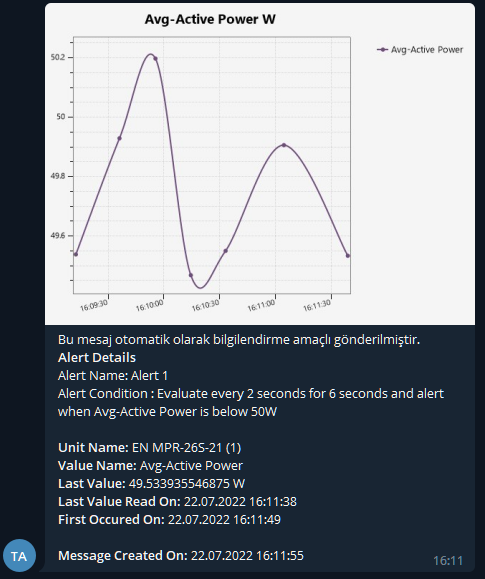 Avg-Active Power W
Avg-Active Power
50.2
50
49.8
49.6
16:09:30
16:10:00
16:10:30
16:11:00
16:11:30
Bu mesaj otomatik olarak bilgilendirme amaçlı gönderilmiştir.
Alert Details
Alert Name: Alert 1
Alert Condition : Evaluate every 2 seconds for 6 seconds and alert
when Avg-Active Power is below 50W
Unit Name: EN MPR-26S-21 (1)
Value Name: Avg-Active Power
Last Value: 49.533935546875 W
Last Value Read On: 22.07.2022 16:11:38
First Occured On: 22.07.2022 16:11:49
Message Created On: 22.07.2022 16:11:55
TA
16:11